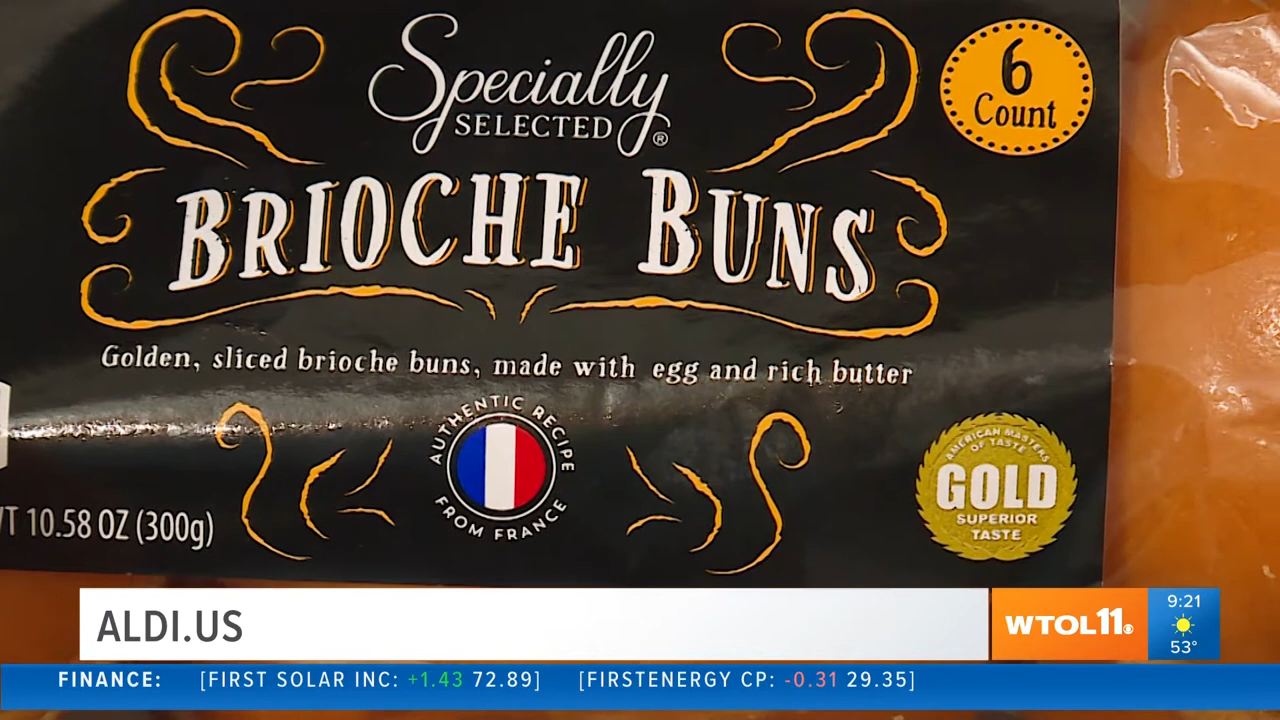 Specially
SELECTED®
6
Count
BRIOCHE BUNS
Golden, sliced brioche buns, made with egg and rich butter
AUTHENTIC RECIPE
FROM FRANCE
AMERICAN MASTERS
OF TASTE
GOLD
SUPERIOR
TASTE
WT 10.58 OZ (300g)
ALDI.US
WTOL11
9:21
53°
FINANCE: [FIRST SOLAR INC: +1.43 72.89] [FIRSTENERGY CP: -0.31 29.35]